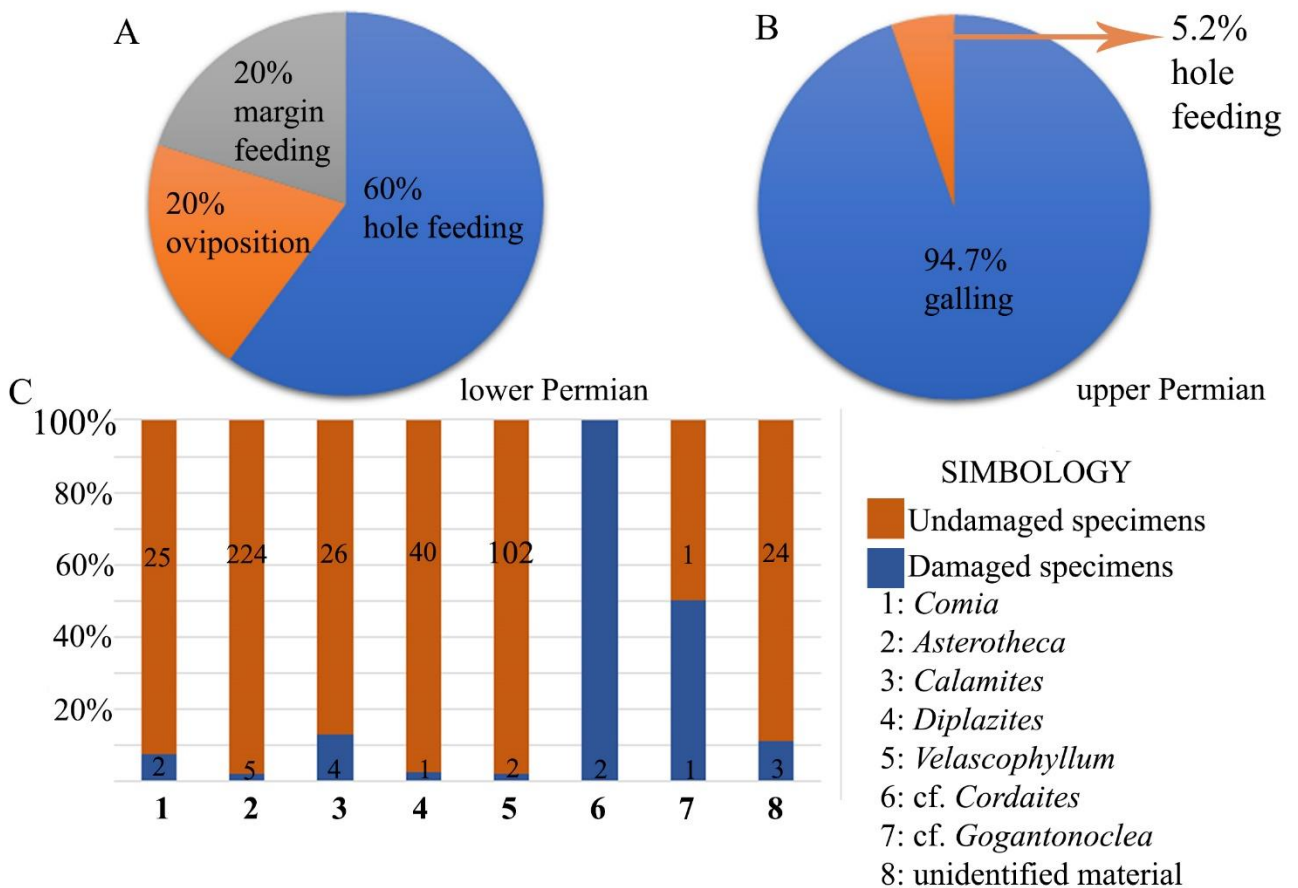 A
20%
margin
feeding
20%
oviposition
60%
hole feeding
lower Permian
B
5.2%
hole
feeding
94.7%
galling
upper Permian
C
100%
80%
60%
40%
20%
25 224 26 40 102 1 24
2 5 4 1 2 2 1 3
1 2 3 4 5 6 7 8
SIMBOLOGY
Undamaged specimens
Damaged specimens
1: Comia
2: Asterotheca
3: Calamites
4: Diplazites
5: Velascophyllum
6: cf. Cordaites
7: cf. Gogantonoclea
8: unidentified material